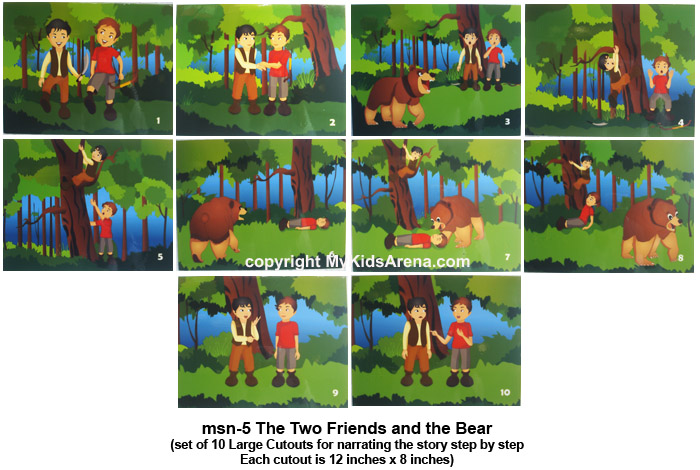 1
2
3
4
5
6
7
8
copyright MyKidsArena.com
9
10
msn-5 The Two Friends and the Bear
(set of 10 Large Cutouts for narrating the story step by step
Each cutout is 12 inches x 8 inches)